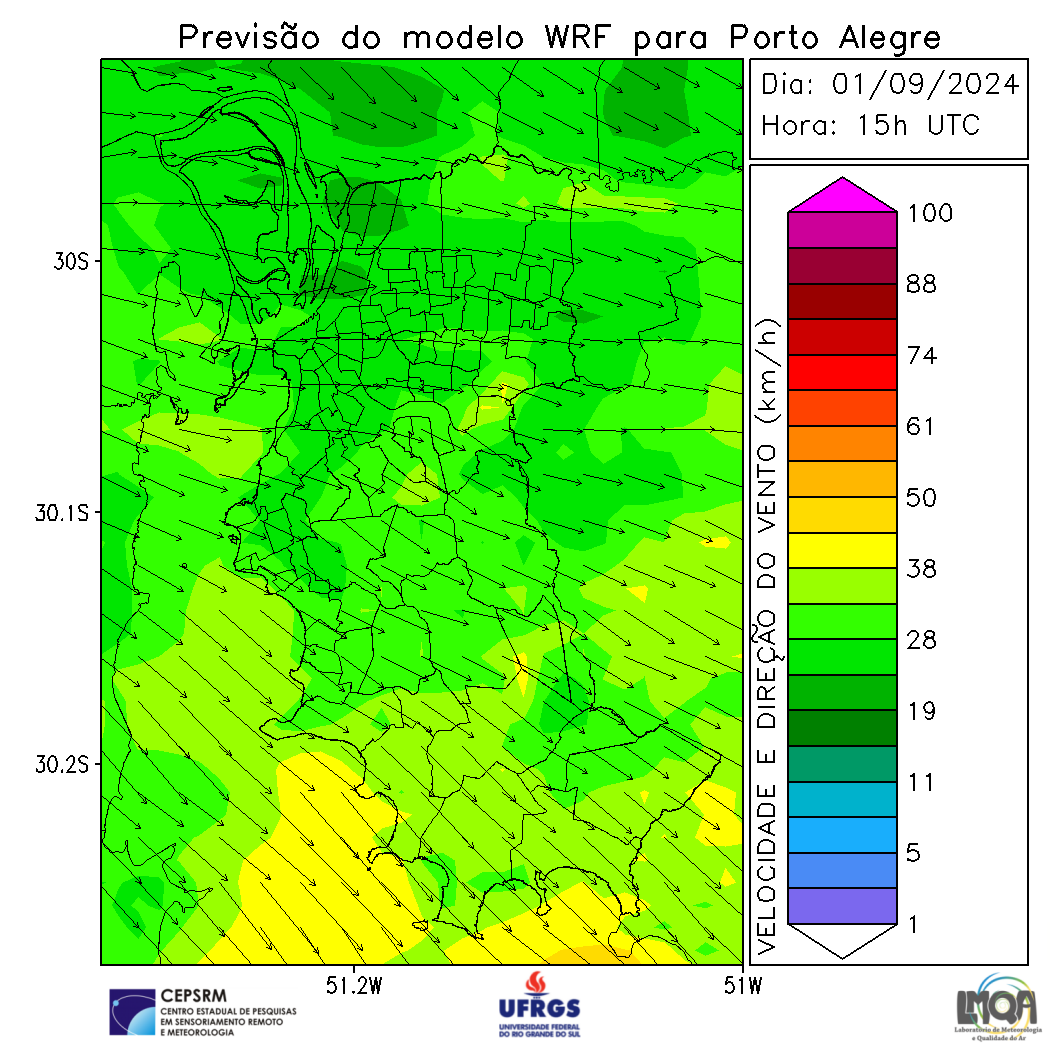 Previsão do modelo WRF para Porto Alegre
Dia: 01/09/2024
Hora: 15h UTC
30S
30.1S
30.2S
51.2W
51W
VELOCIDADE E DIREÇÃO DO VENTO (km/h)
100
88
74
61
50
38
28
19
11
5
1
CEPSRM
CENTRO ESTADUAL DE PESQUISAS
EM SENSORIAMENTO REMOTO
E METEOROLOGIA
UFRGS
UNIVERSIDADE FEDERAL
DO RIO GRANDE DO SUL
LMQA
Laboratório de Meteorologia
e Qualidade do Ar